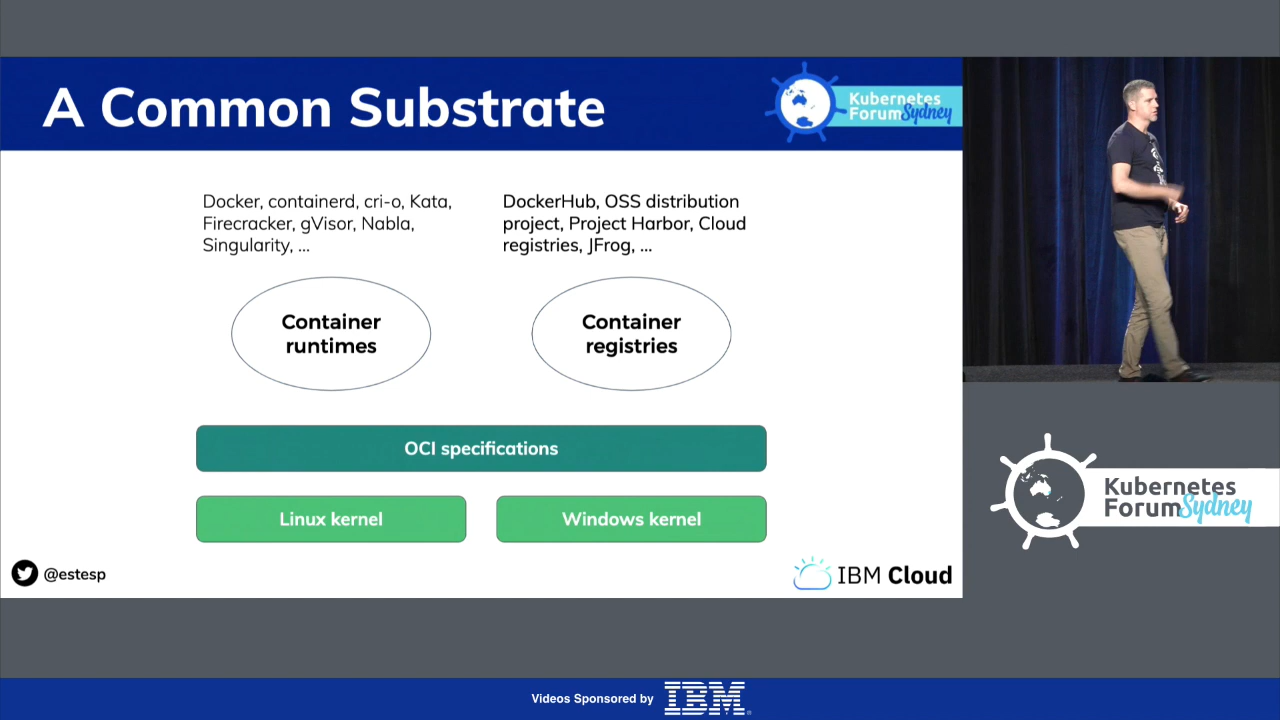 A Common Substrate
Kubernetes
Forum Sydney
Docker, containerd, cri-o, Kata,
Firecracker, gVisor, Nabla,
Singularity, ...
DockerHub, OSS distribution
project, Project Harbor, Cloud
registries, JFrog, ...
Container
runtimes
Container
registries
OCI specifications
Linux kernel
Windows kernel
@estesp
IBM Cloud
Kubernetes
Forum Sydney
Videos Sponsored by IBM